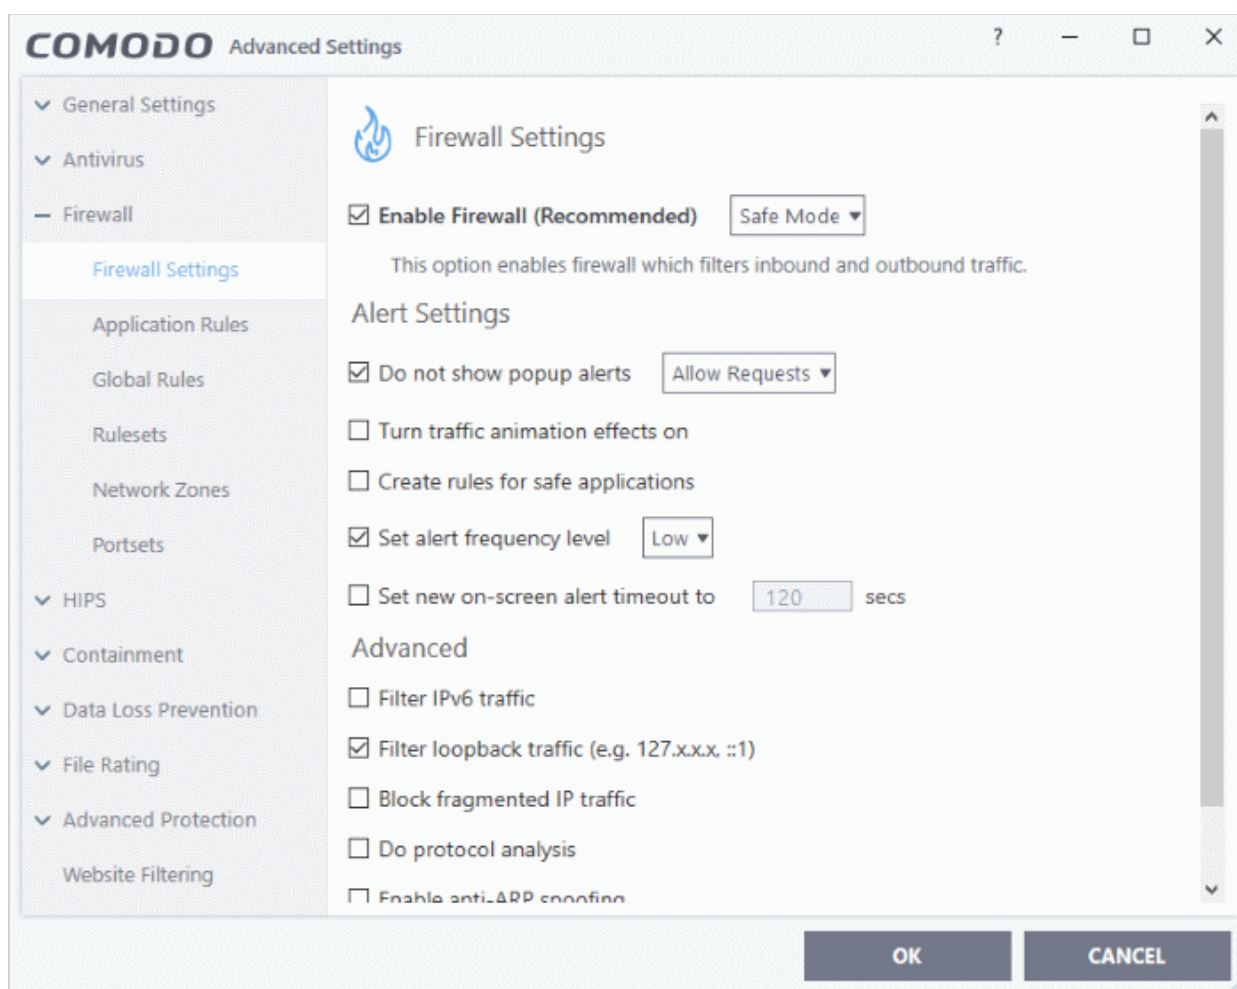 COMODO Advanced Settings ?
General Settings
Antivirus
Firewall
Firewall Settings
Application Rules
Global Rules
Rulesets
Network Zones
Portsets
HIPS
Containment
Data Loss Prevention
File Rating
Advanced Protection
Website Filtering
Firewall Settings
Enable Firewall (Recommended) Safe Mode
This option enables firewall which filters inbound and outbound traffic.
Alert Settings
Do not show popup alerts Allow Requests
Turn traffic animation effects on
Create rules for safe applications
Set alert frequency level Low
Set new on-screen alert timeout to 120 secs
Advanced
Filter IPv6 traffic
Filter loopback traffic (e.g. 127.x.x.x, ::1)
Block fragmented IP traffic
Do protocol analysis
Enable anti-ARP spoofing
OK CANCEL